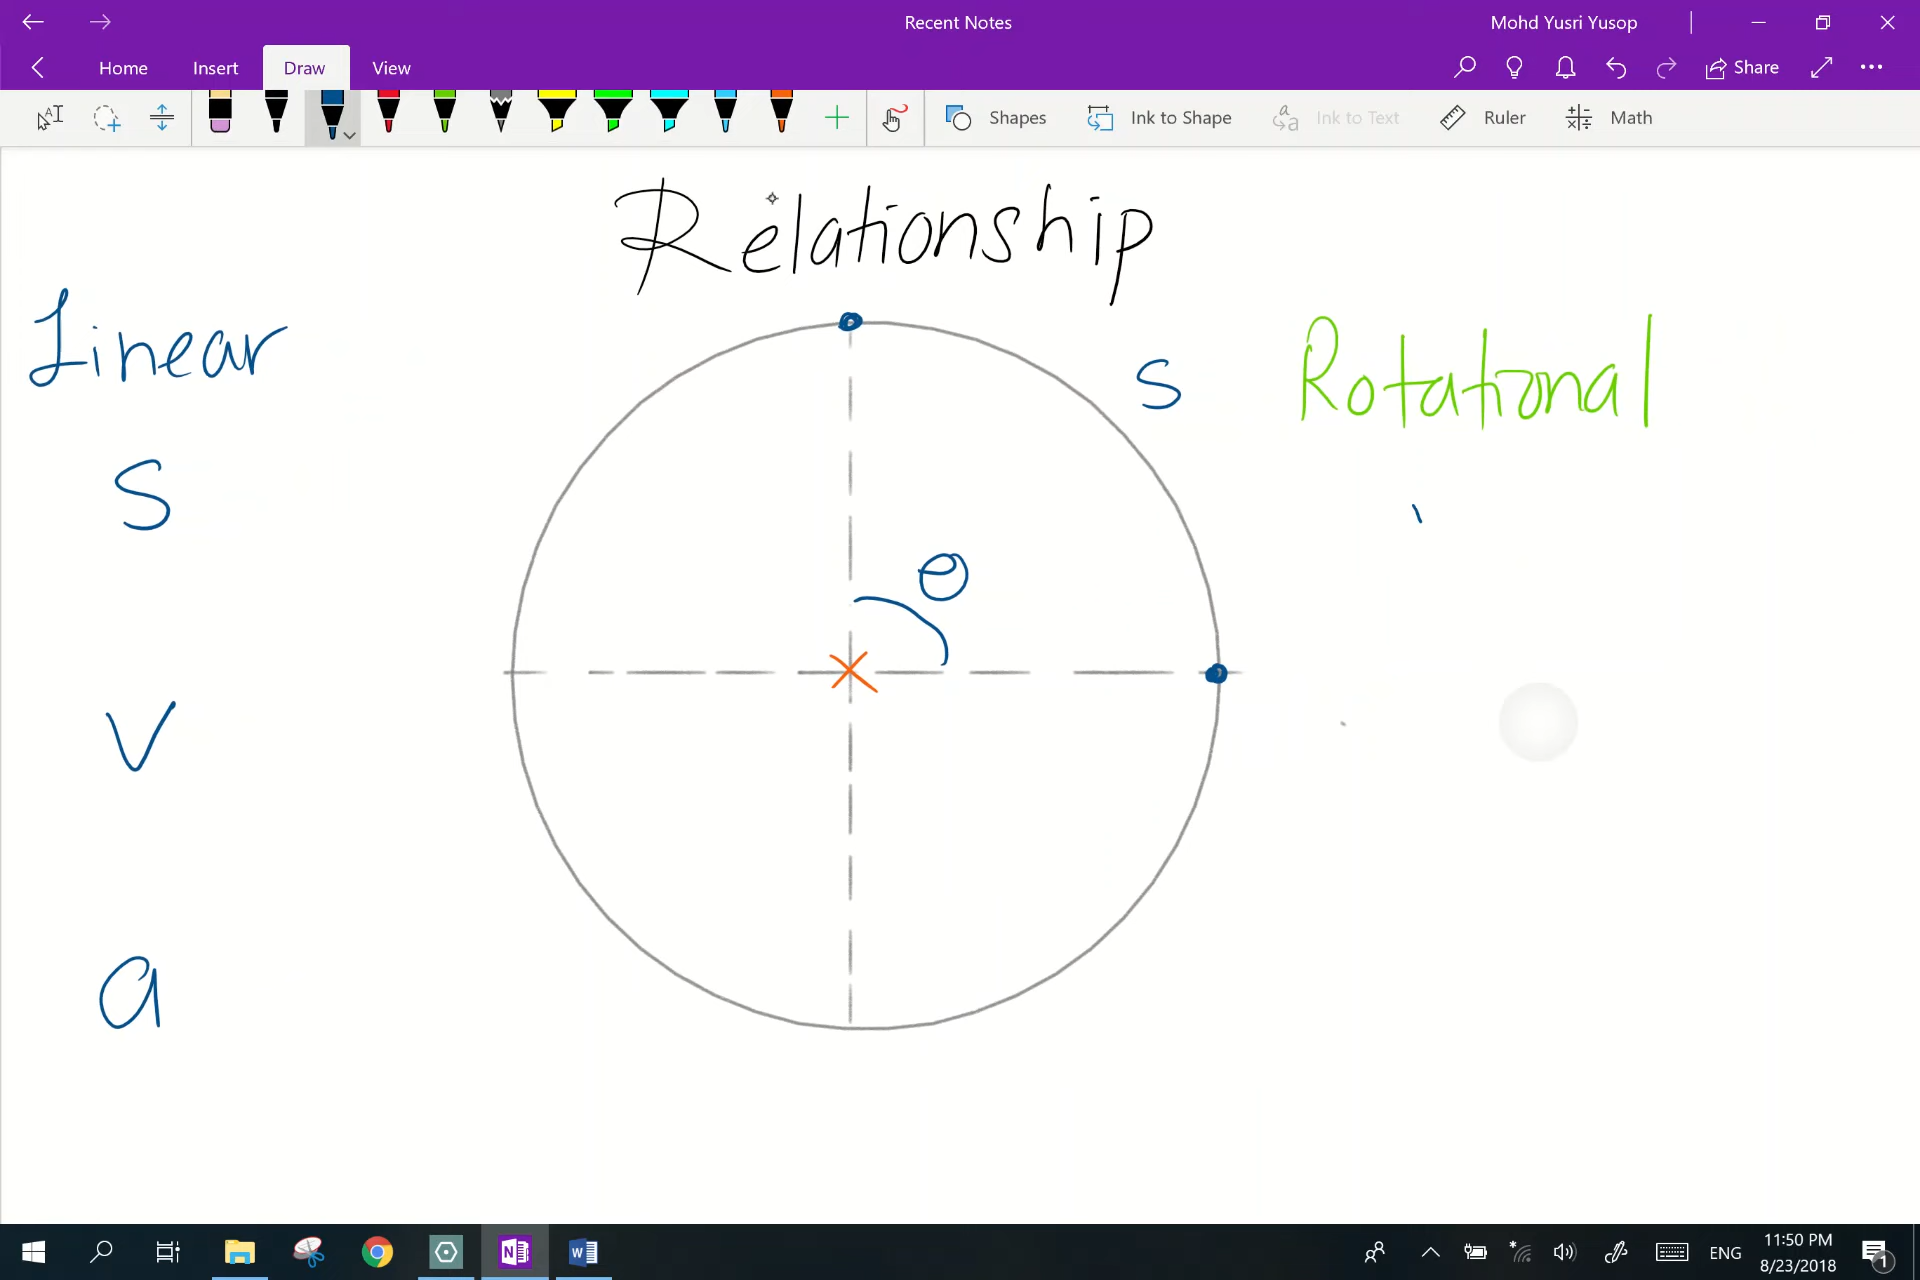 Recent Notes
Mohd Yusri Yusop
Home Insert Draw View
Share
Shapes Ink to Shape Ink to Text Ruler Math
Relationship
Linear
Rotational
S
S
θ
V
a
11:50 PM
ENG
8/23/2018
1